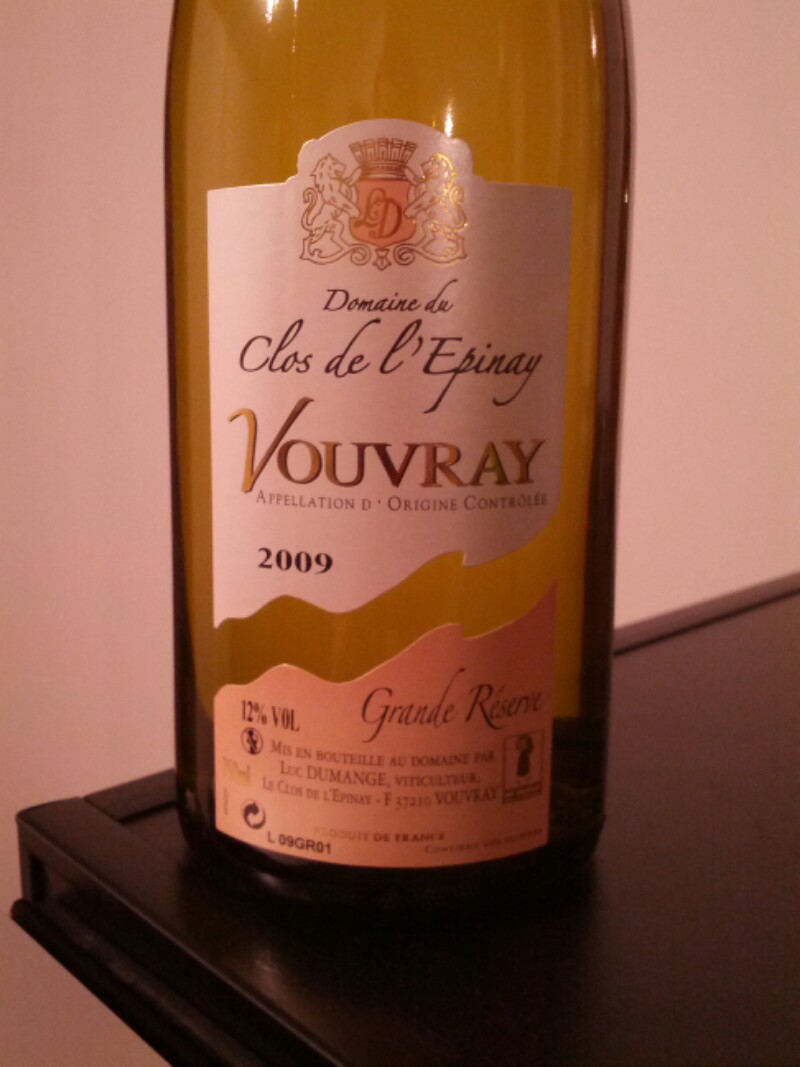 LD
Domaine du
Clos de l'Epinay
VOUVRAY
APPELLATION D'ORIGINE CONTRÔLÉE
2009
Grande Réserve
12% VOL
MIS EN BOUTEILLE AU DOMAINE PAR
LUC DUMANGE, VITICULTEUR,
LE CLOS DE L'EPINAY - F 37210 VOUVRAY
750ml
PRODUIT DE FRANCE
L 09GR01